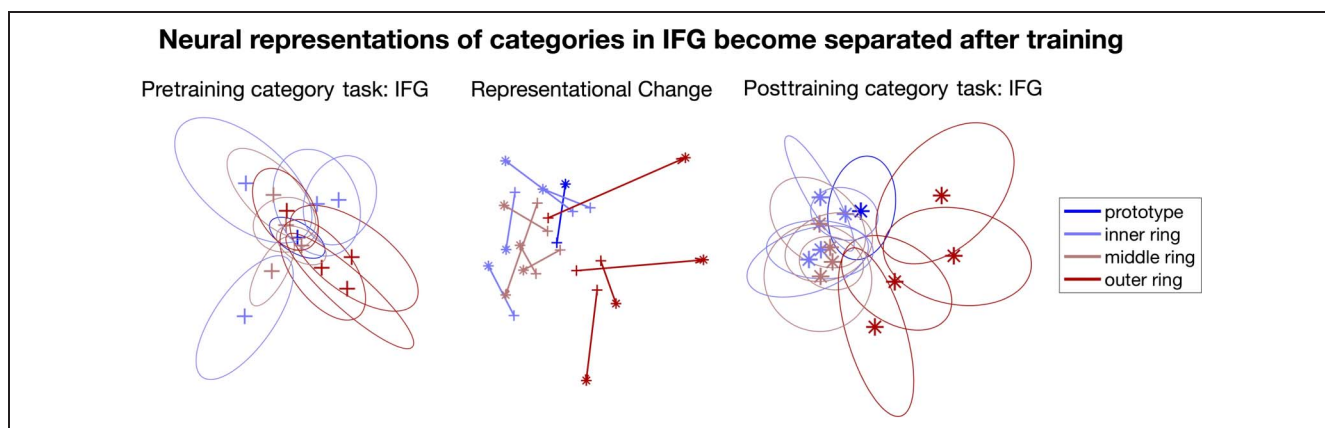 Neural representations of categories in IFG become separated after training
Pretraining category task: IFG
Representational Change
Posttraining category task: IFG
prototype
inner ring
middle ring
outer ring